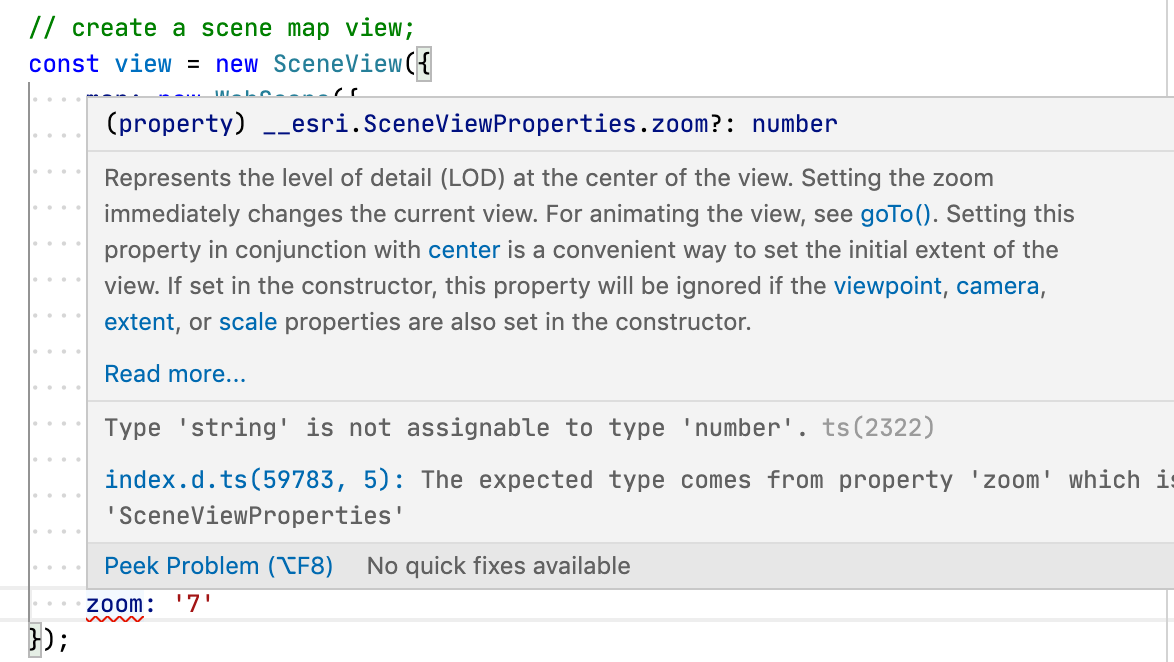 // create a scene map view;
const view = new SceneView({
map: new WebScene({
(property) __esri.SceneViewProperties.zoom?: number
Represents the level of detail (LOD) at the center of the view. Setting the zoom
immediately changes the current view. For animating the view, see goTo(). Setting this
property in conjunction with center is a convenient way to set the initial extent of the
view. If set in the constructor, this property will be ignored if the viewpoint, camera,
extent, or scale properties are also set in the constructor.
Read more...
Type 'string' is not assignable to type 'number'. ts(2322)
index.d.ts(59783, 5): The expected type comes from property 'zoom' which is
'SceneViewProperties'
Peek Problem (⌥F8) No quick fixes available
zoom: '7'
});